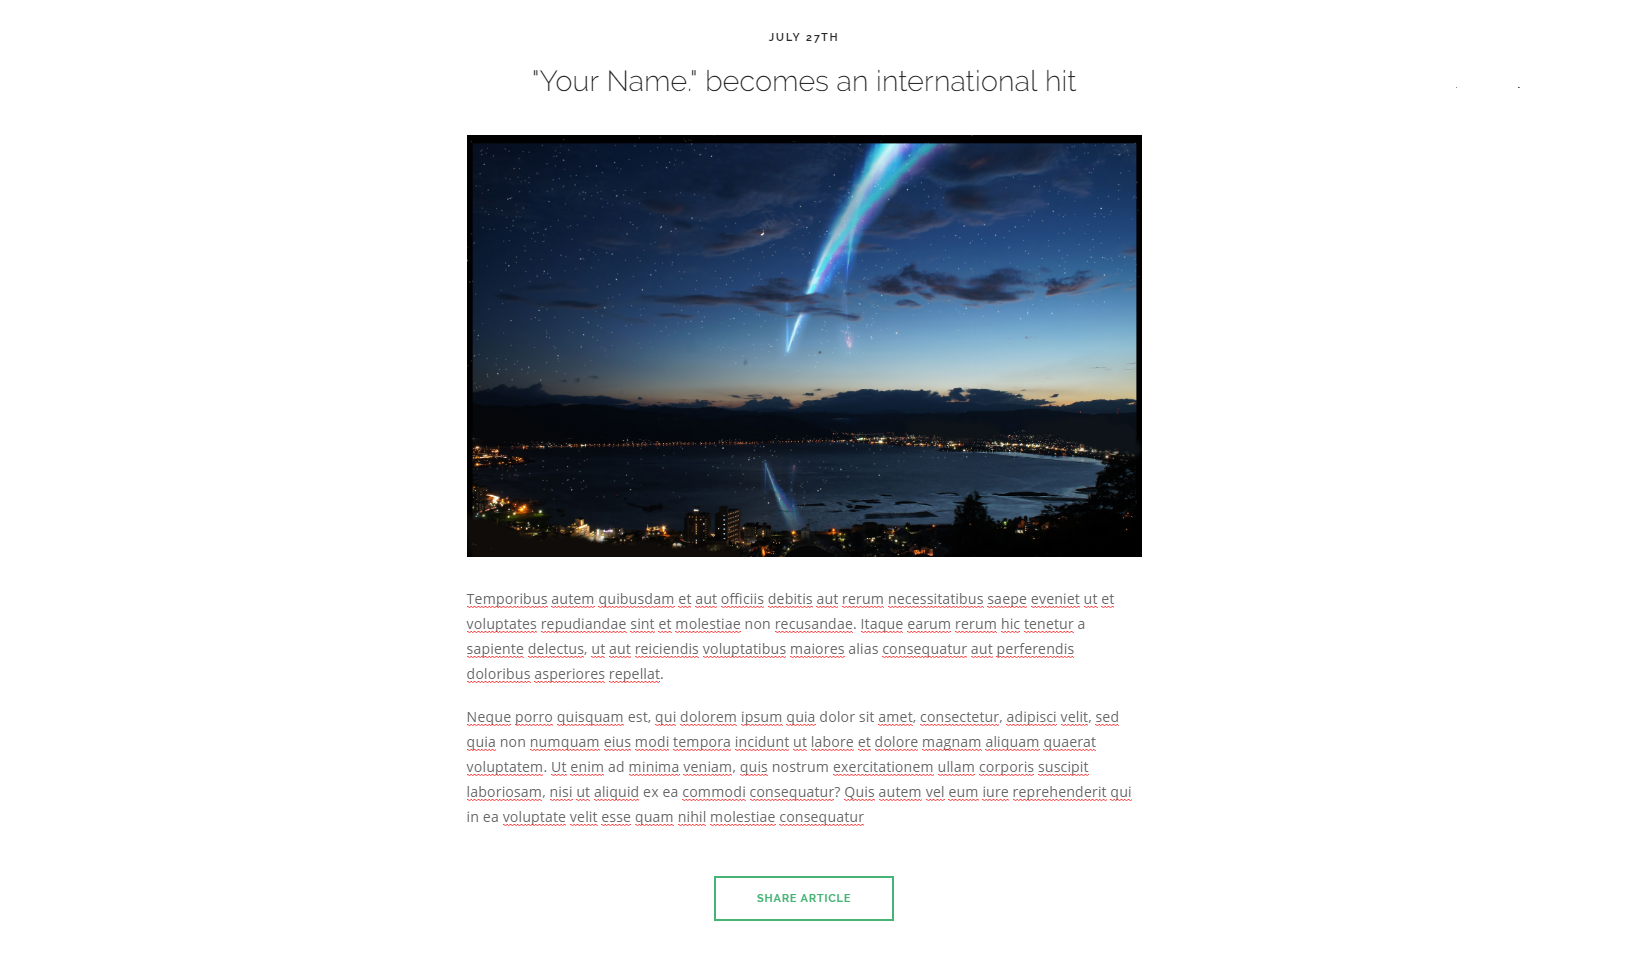 JULY 27TH
"Your Name." becomes an international hit
Temporibus autem quibusdam et aut officiis debitis aut rerum necessitatibus saepe eveniet ut et
voluptates repudiandae sint et molestiae non recusandae. Itaque earum rerum hic tenetur a
sapiente delectus, ut aut reiciendis voluptatibus maiores alias consequatur aut perferendis
doloribus asperiores repellat.
Neque porro quisquam est, qui dolorem ipsum quia dolor sit amet, consectetur, adipisci velit, sed
quia non numquam eius modi tempora incidunt ut labore et dolore magnam aliquam quaerat
voluptatem. Ut enim ad minima veniam, quis nostrum exercitationem ullam corporis suscipit
laboriosam, nisi ut aliquid ex ea commodi consequatur? Quis autem vel eum iure reprehenderit qui
in ea voluptate velit esse quam nihil molestiae consequatur
SHARE ARTICLE